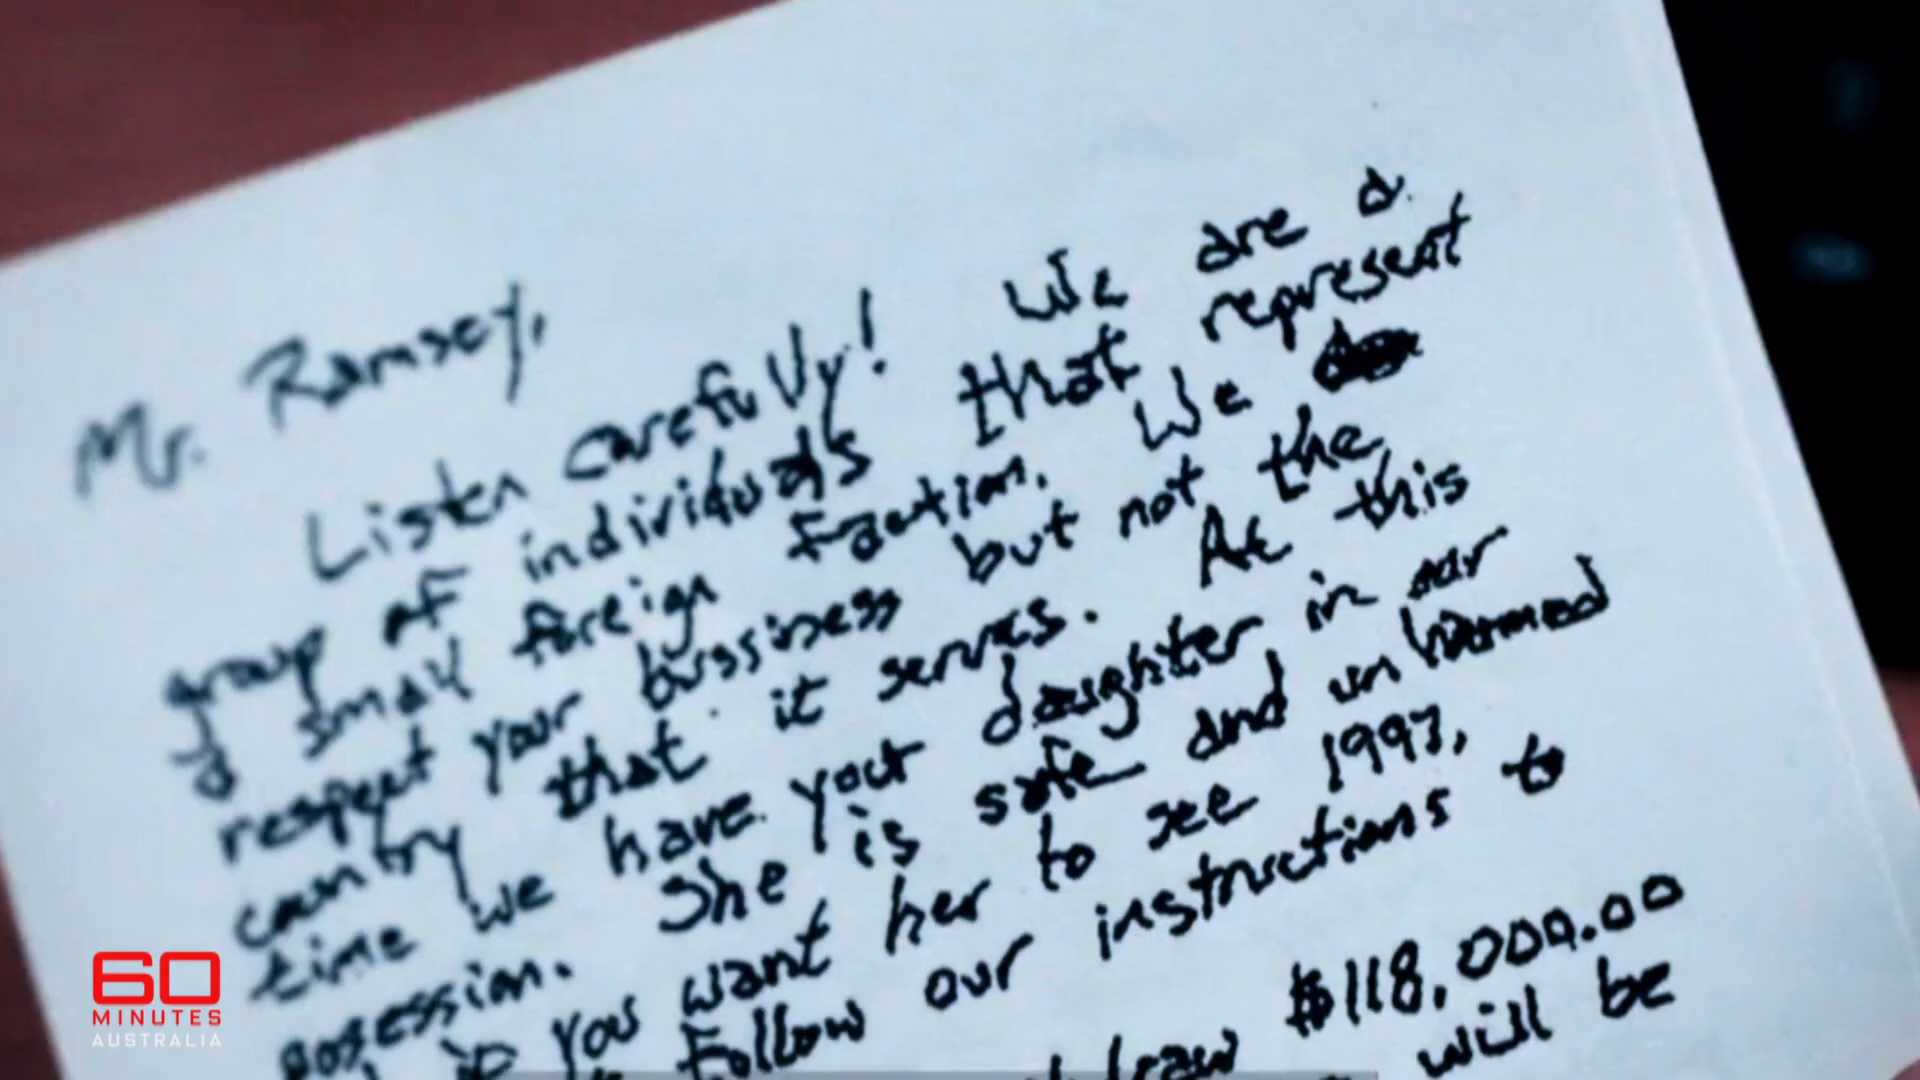 Mr. Ramsey,
Listen carefully! We are a
group of individuals that represent
a small foreign faction. We
respect your bussiness but not the
country that it serves. At this
time we have your daughter in our
posession. She is safe and unharmed
if you want her to see 1997,
follow our instructions to
$118,000.00
will be
60
MINUTES
AUSTRALIA